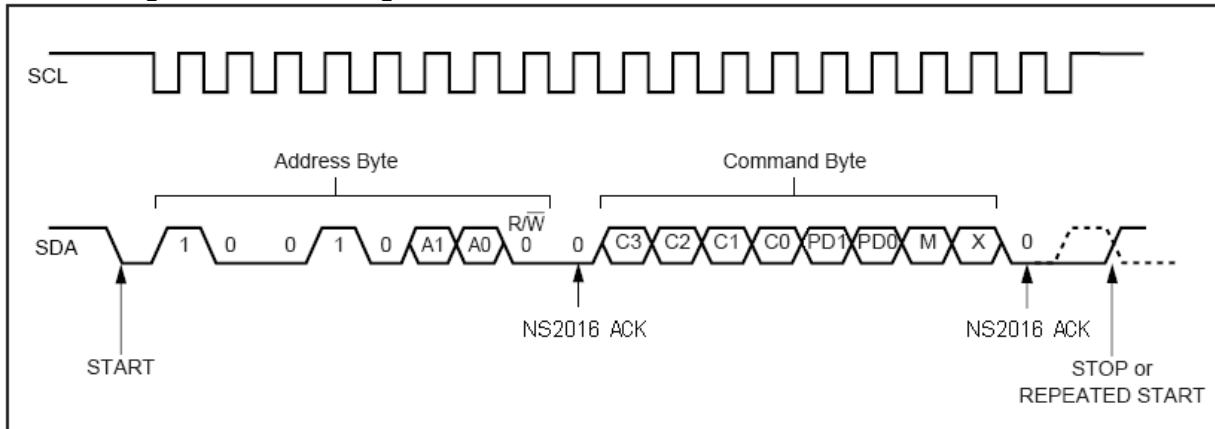 SCL
Address Byte
Command Byte
R/W̅
SDA
1 0 0 1 0 A1 A0 0 0 C3 C2 C1 C0 PD1 PD0 M X 0
NS2016 ACK
NS2016 ACK
START
STOP or
REPEATED START